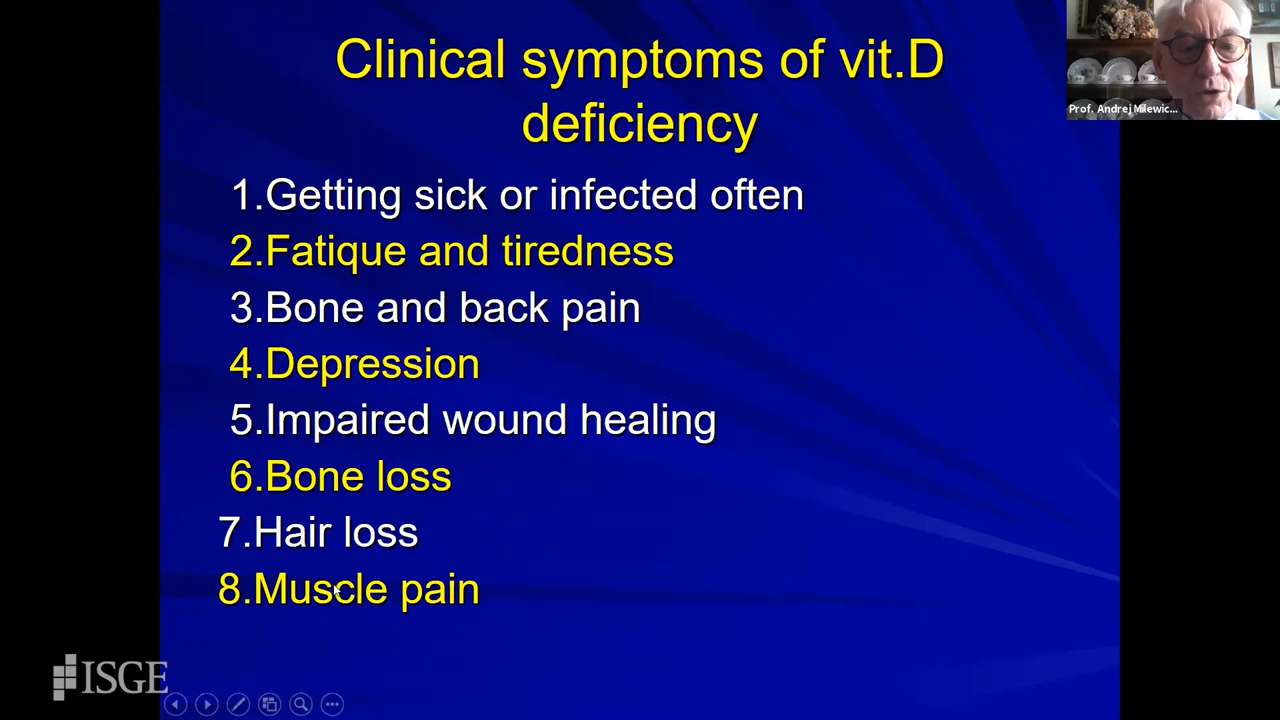 Clinical symptoms of vit.D
deficiency
Prof. Andrej Milewic...
1.Getting sick or infected often
2.Fatique and tiredness
3.Bone and back pain
4.Depression
5.Impaired wound healing
6.Bone loss
7.Hair loss
8.Muscle pain
ISGE